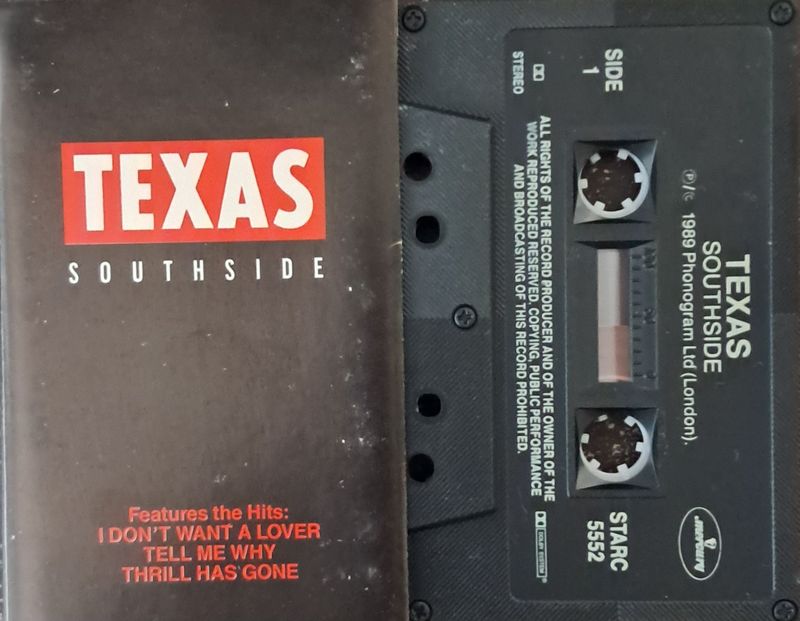 TEXAS
SOUTHSIDE
Features the Hits:
I DON'T WANT A LOVER
TELL ME WHY
THRILL HAS GONE
TEXAS
SOUTHSIDE
℗/© 1989 Phonogram Ltd (London).
SIDE
1
STARC
5552
mercury
STEREO
ALL RIGHTS OF THE RECORD PRODUCER AND OF THE OWNER OF THE
WORK REPRODUCED RESERVED. COPYING, PUBLIC PERFORMANCE
AND BROADCASTING OF THIS RECORD PROHIBITED.
DOLBY SYSTEM